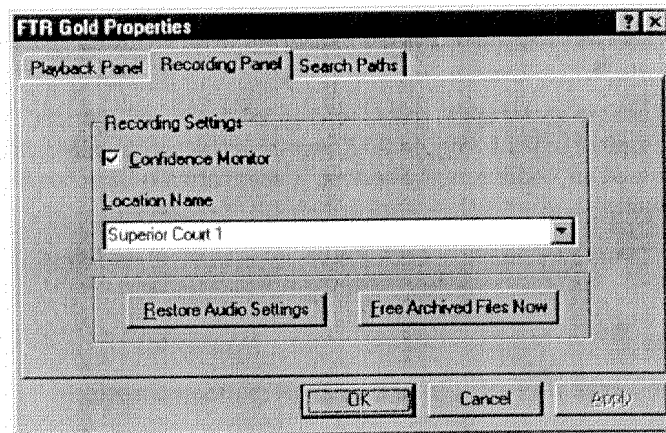 FTR Gold Properties
Playback Panel Recording Panel Search Paths
Recording Settings
Confidence Monitor
Location Name
Superior Court 1
Restore Audio Settings Free Archived Files Now
OK Cancel Apply